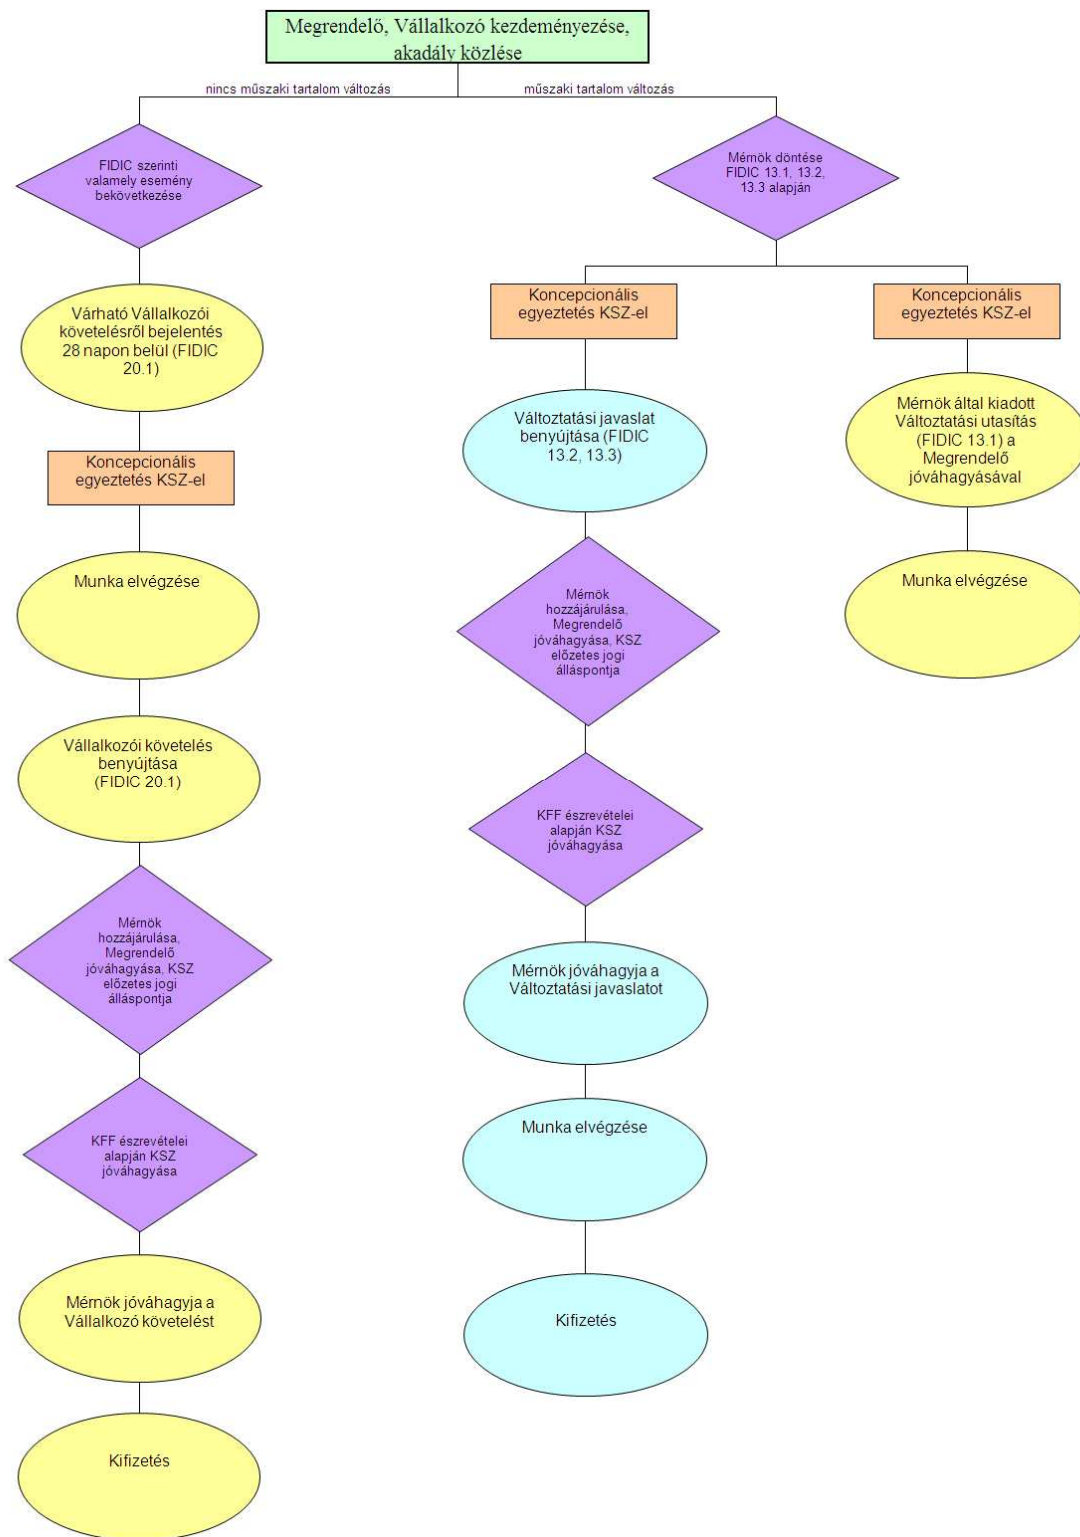 Megrendelő, Vállalkozó kezdeményezése,
akadály közlése
nincs műszaki tartalom változás
műszaki tartalom változás
FIDIC szerinti
valamely esemény
bekövetkezése
Várható Vállalkozói
követelésről bejelentés
28 napon belül (FIDIC
20.1)
Koncepcionális
egyeztetés KSZ-el
Munka elvégzése
Vállalkozói követelés
benyújtása
(FIDIC 20.1)
Mérnök
hozzájárulása,
Megrendelő
jóváhagyása, KSZ
előzetes jogi
álláspontja
KFF észrevételei
alapján KSZ
jóváhagyása
Mérnök jóváhagyja a
Vállalkozó követelést
Kifizetés
Mérnök döntése
FIDIC 13.1, 13.2,
13.3 alapján
Koncepcionális
egyeztetés KSZ-el
Változtatási javaslat
benyújtása (FIDIC
13.2, 13.3)
Mérnök
hozzájárulása,
Megrendelő
jóváhagyása, KSZ
előzetes jogi
álláspontja
KFF észrevételei
alapján KSZ
jóváhagyása
Mérnök jóváhagyja a
Változtatási javaslatot
Munka elvégzése
Kifizetés
Koncepcionális
egyeztetés KSZ-el
Mérnök által kiadott
Változtatási utasítás
(FIDIC 13.1) a
Megrendelő
jóváhagyásával
Munka elvégzése